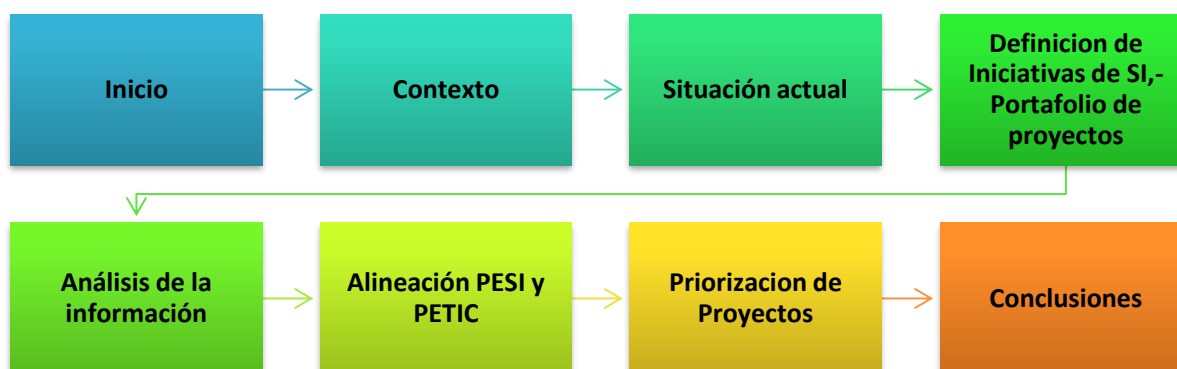 Inicio
Contexto
Situación actual
Definicion de
Iniciativas de SI,-
Portafolio de
proyectos
Análisis de la
información
Alineación PESI y
PETIC
Priorizacion de
Proyectos
Conclusiones